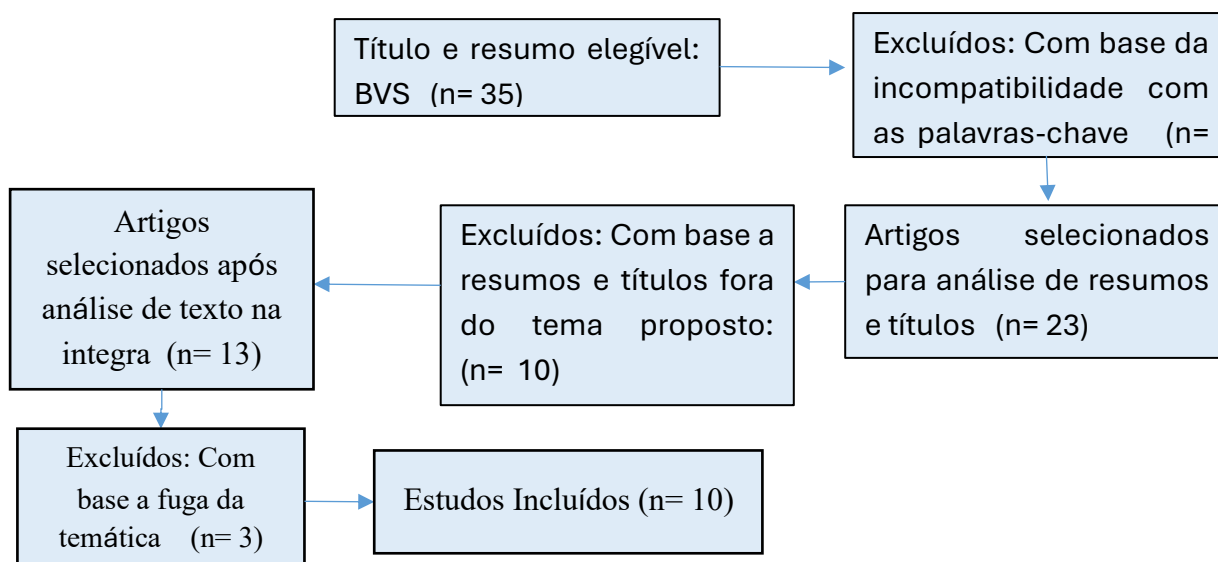 Título e resumo elegível:
BVS (n= 35)
Excluídos: Com base da
incompatibilidade com
as palavras-chave (n=
Artigos selecionados
para análise de resumos
e títulos (n= 23)
Excluídos: Com base a
resumos e títulos fora
do tema proposto:
(n= 10)
Artigos
selecionados após
análise de texto na
integra (n= 13)
Excluídos: Com
base a fuga da
temática (n= 3)
Estudos Incluídos (n= 10)